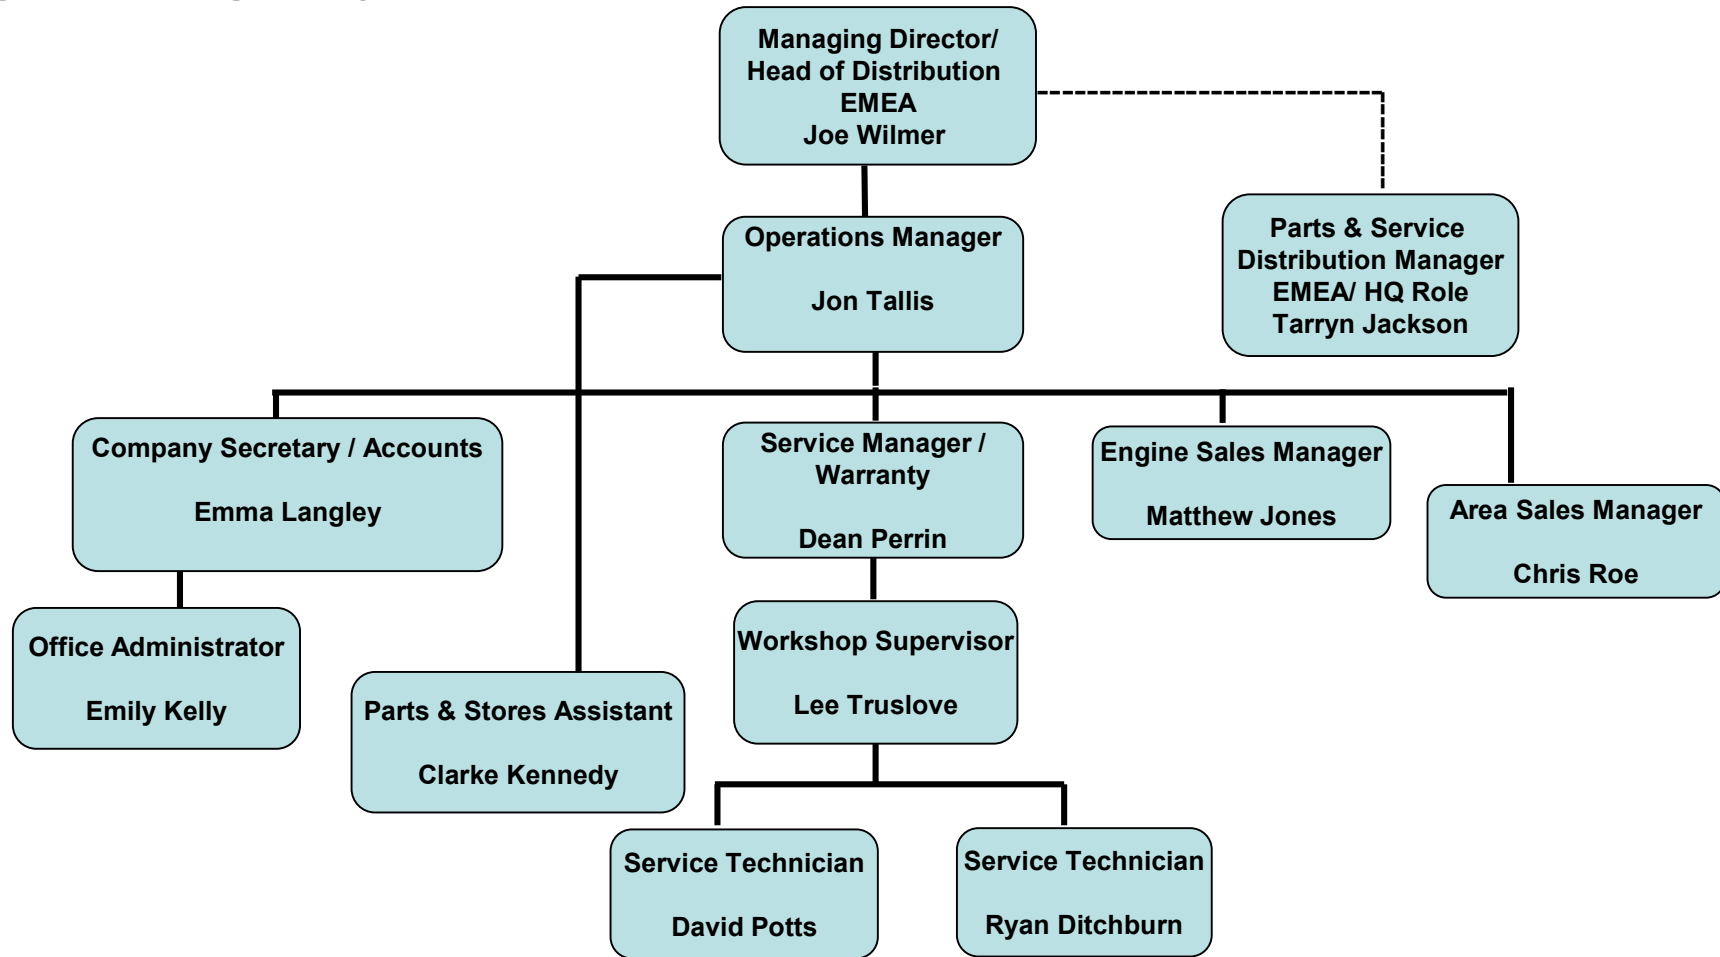 Managing Director/
Head of Distribution
EMEA
Joe Wilmer
Operations Manager
Jon Tallis
Parts & Service
Distribution Manager
EMEA/ HQ Role
Tarryn Jackson
Company Secretary / Accounts
Emma Langley
Service Manager /
Warranty
Dean Perrin
Engine Sales Manager
Matthew Jones
Area Sales Manager
Chris Roe
Office Administrator
Emily Kelly
Parts & Stores Assistant
Clarke Kennedy
Workshop Supervisor
Lee Truslove
Service Technician
David Potts
Service Technician
Ryan Ditchburn